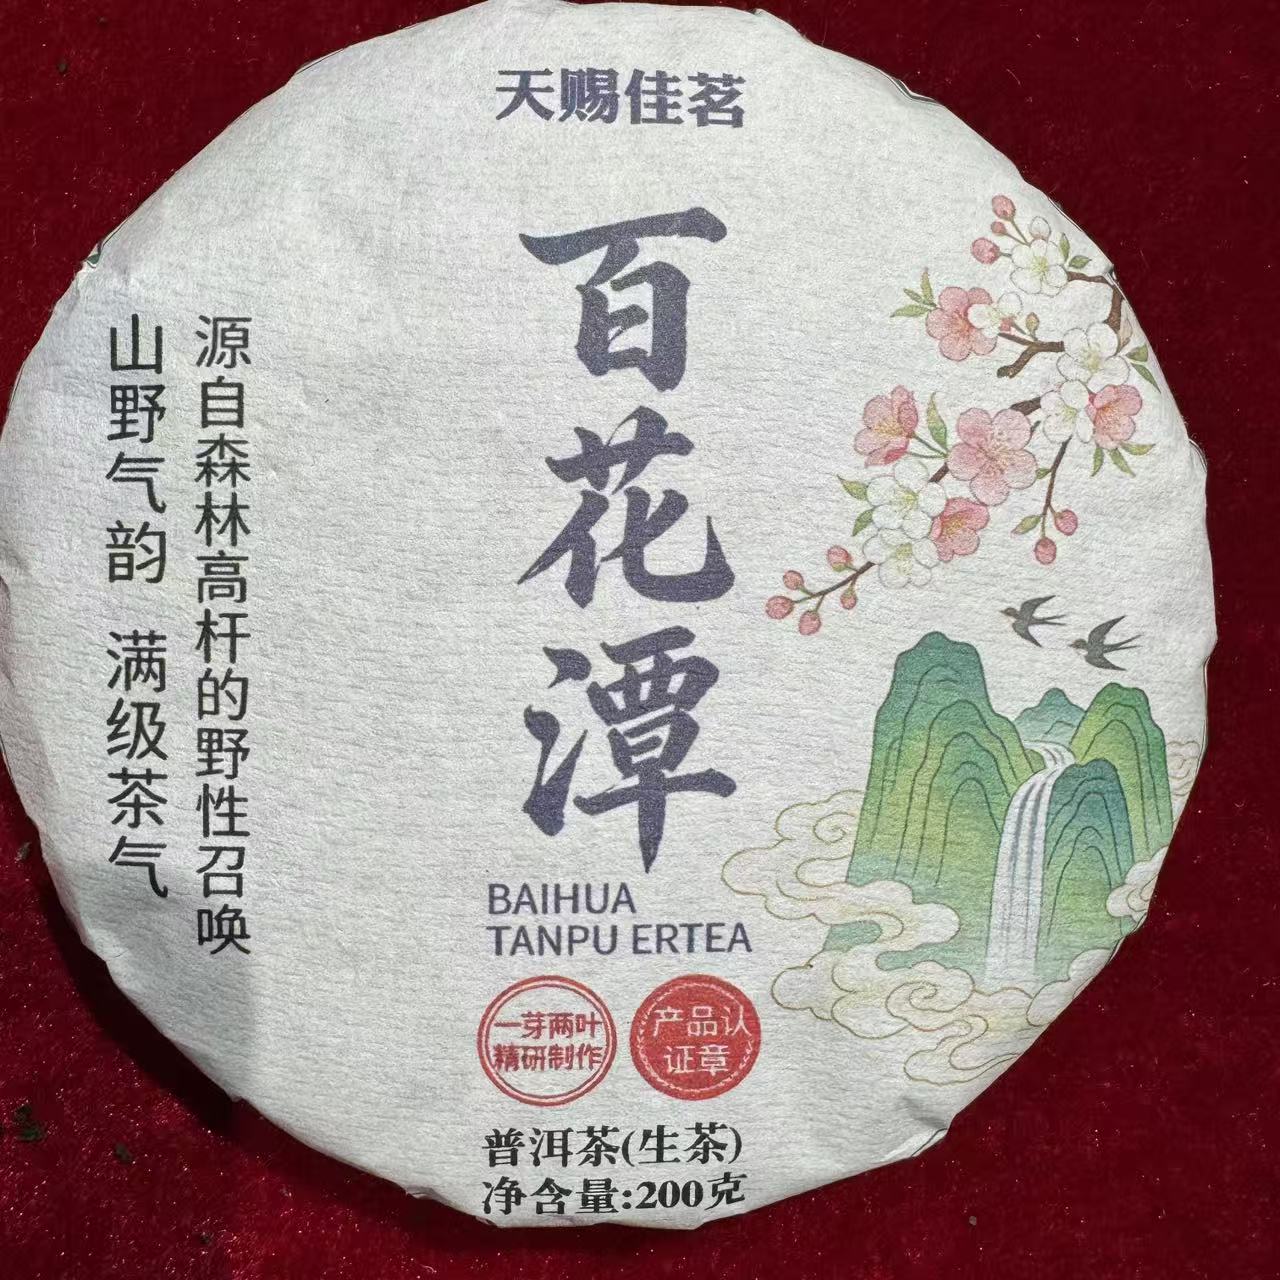 天赐佳茗
百花潭
BAIHUA
TANPU ERTEA
源自森林高杆的野性召唤
山野气韵 满级茶气
一芽两叶
精研制作
产品认
证章
普洱茶(生茶)
净含量:200克